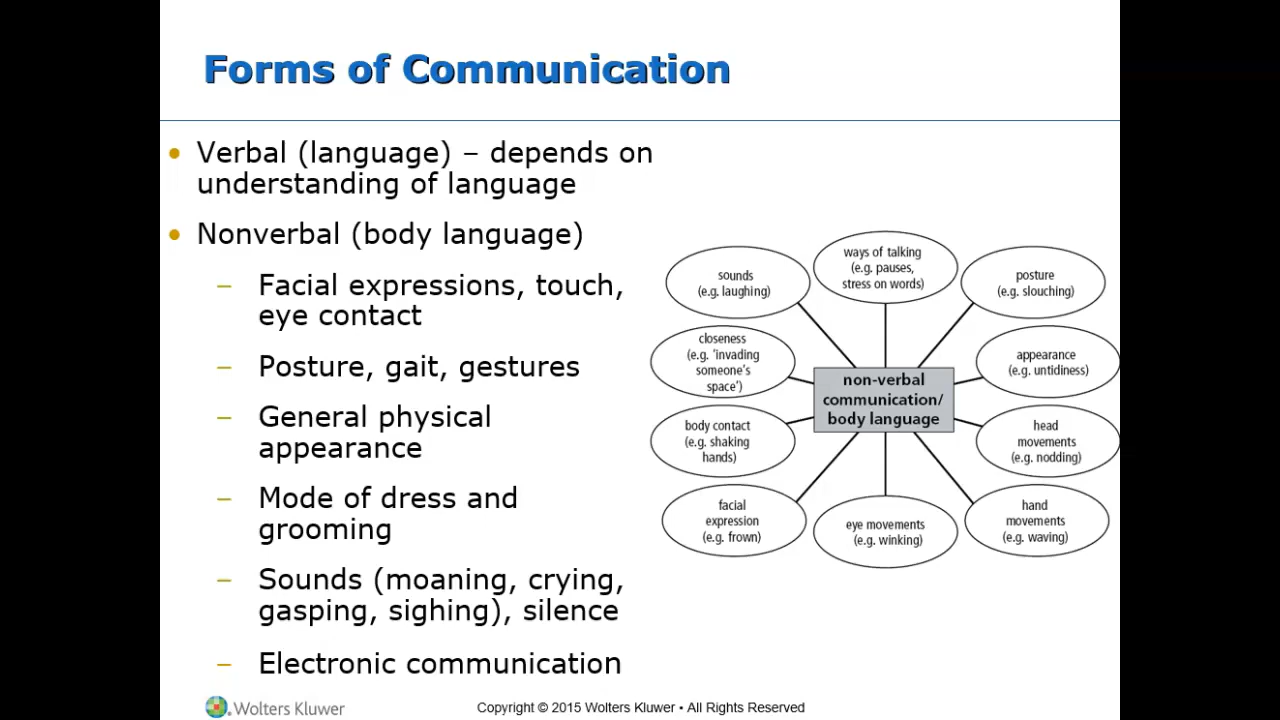 Forms of Communication
• Verbal (language) – depends on
understanding of language
• Nonverbal (body language)
– Facial expressions, touch,
eye contact
– Posture, gait, gestures
– General physical
appearance
– Mode of dress and
grooming
– Sounds (moaning, crying,
gasping, sighing), silence
– Electronic communication
sounds
(e.g. laughing)
ways of talking
(e.g. pauses,
stress on words)
posture
(e.g. slouching)
closeness
(e.g. 'invading
someone's
space')
appearance
(e.g. untidiness)
non-verbal
communication/
body language
body contact
(e.g. shaking
hands)
head
movements
(e.g. nodding)
facial
expression
(e.g. frown)
eye movements
(e.g. winking)
hand
movements
(e.g. waving)
Wolters Kluwer
Copyright © 2015 Wolters Kluwer • All Rights Reserved